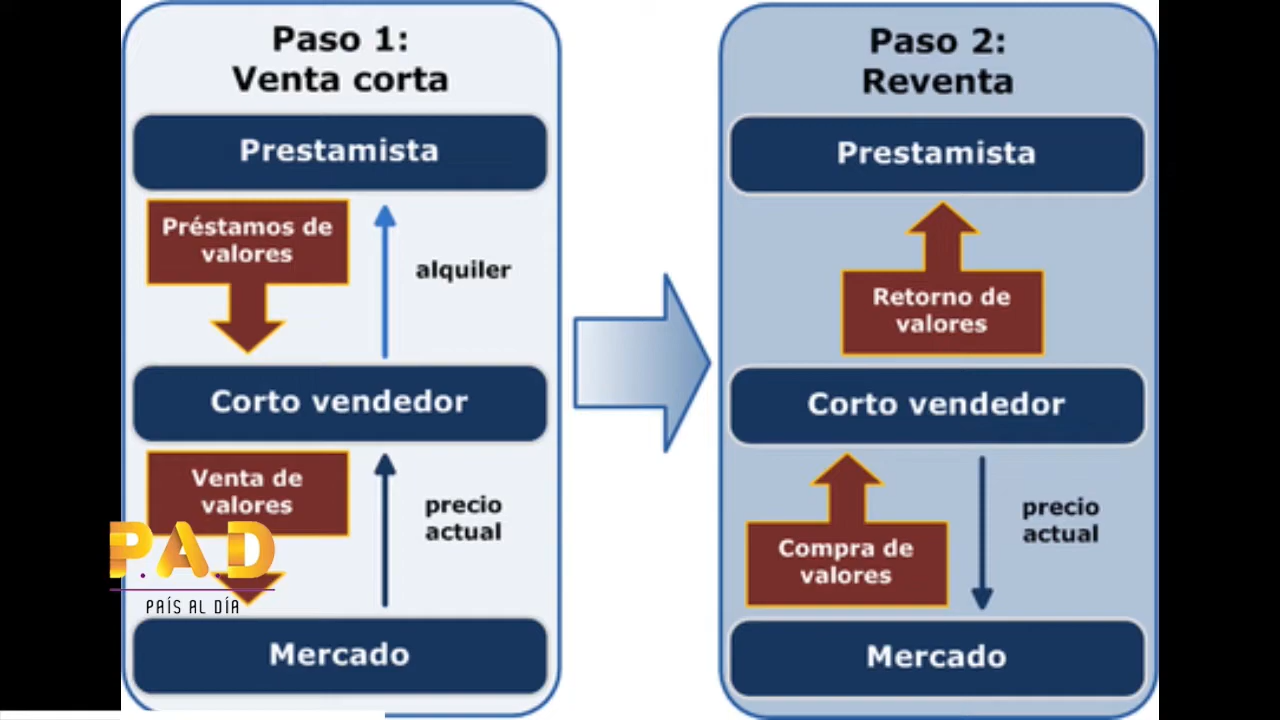 Paso 1:
Venta corta
Prestamista
Préstamos de
valores
alquiler
Corto vendedor
Venta de
valores
precio
actual
P.A.D
PAÍS AL DÍA
Mercado
Paso 2:
Reventa
Prestamista
Retorno de
valores
Corto vendedor
Compra de
valores
precio
actual
Mercado